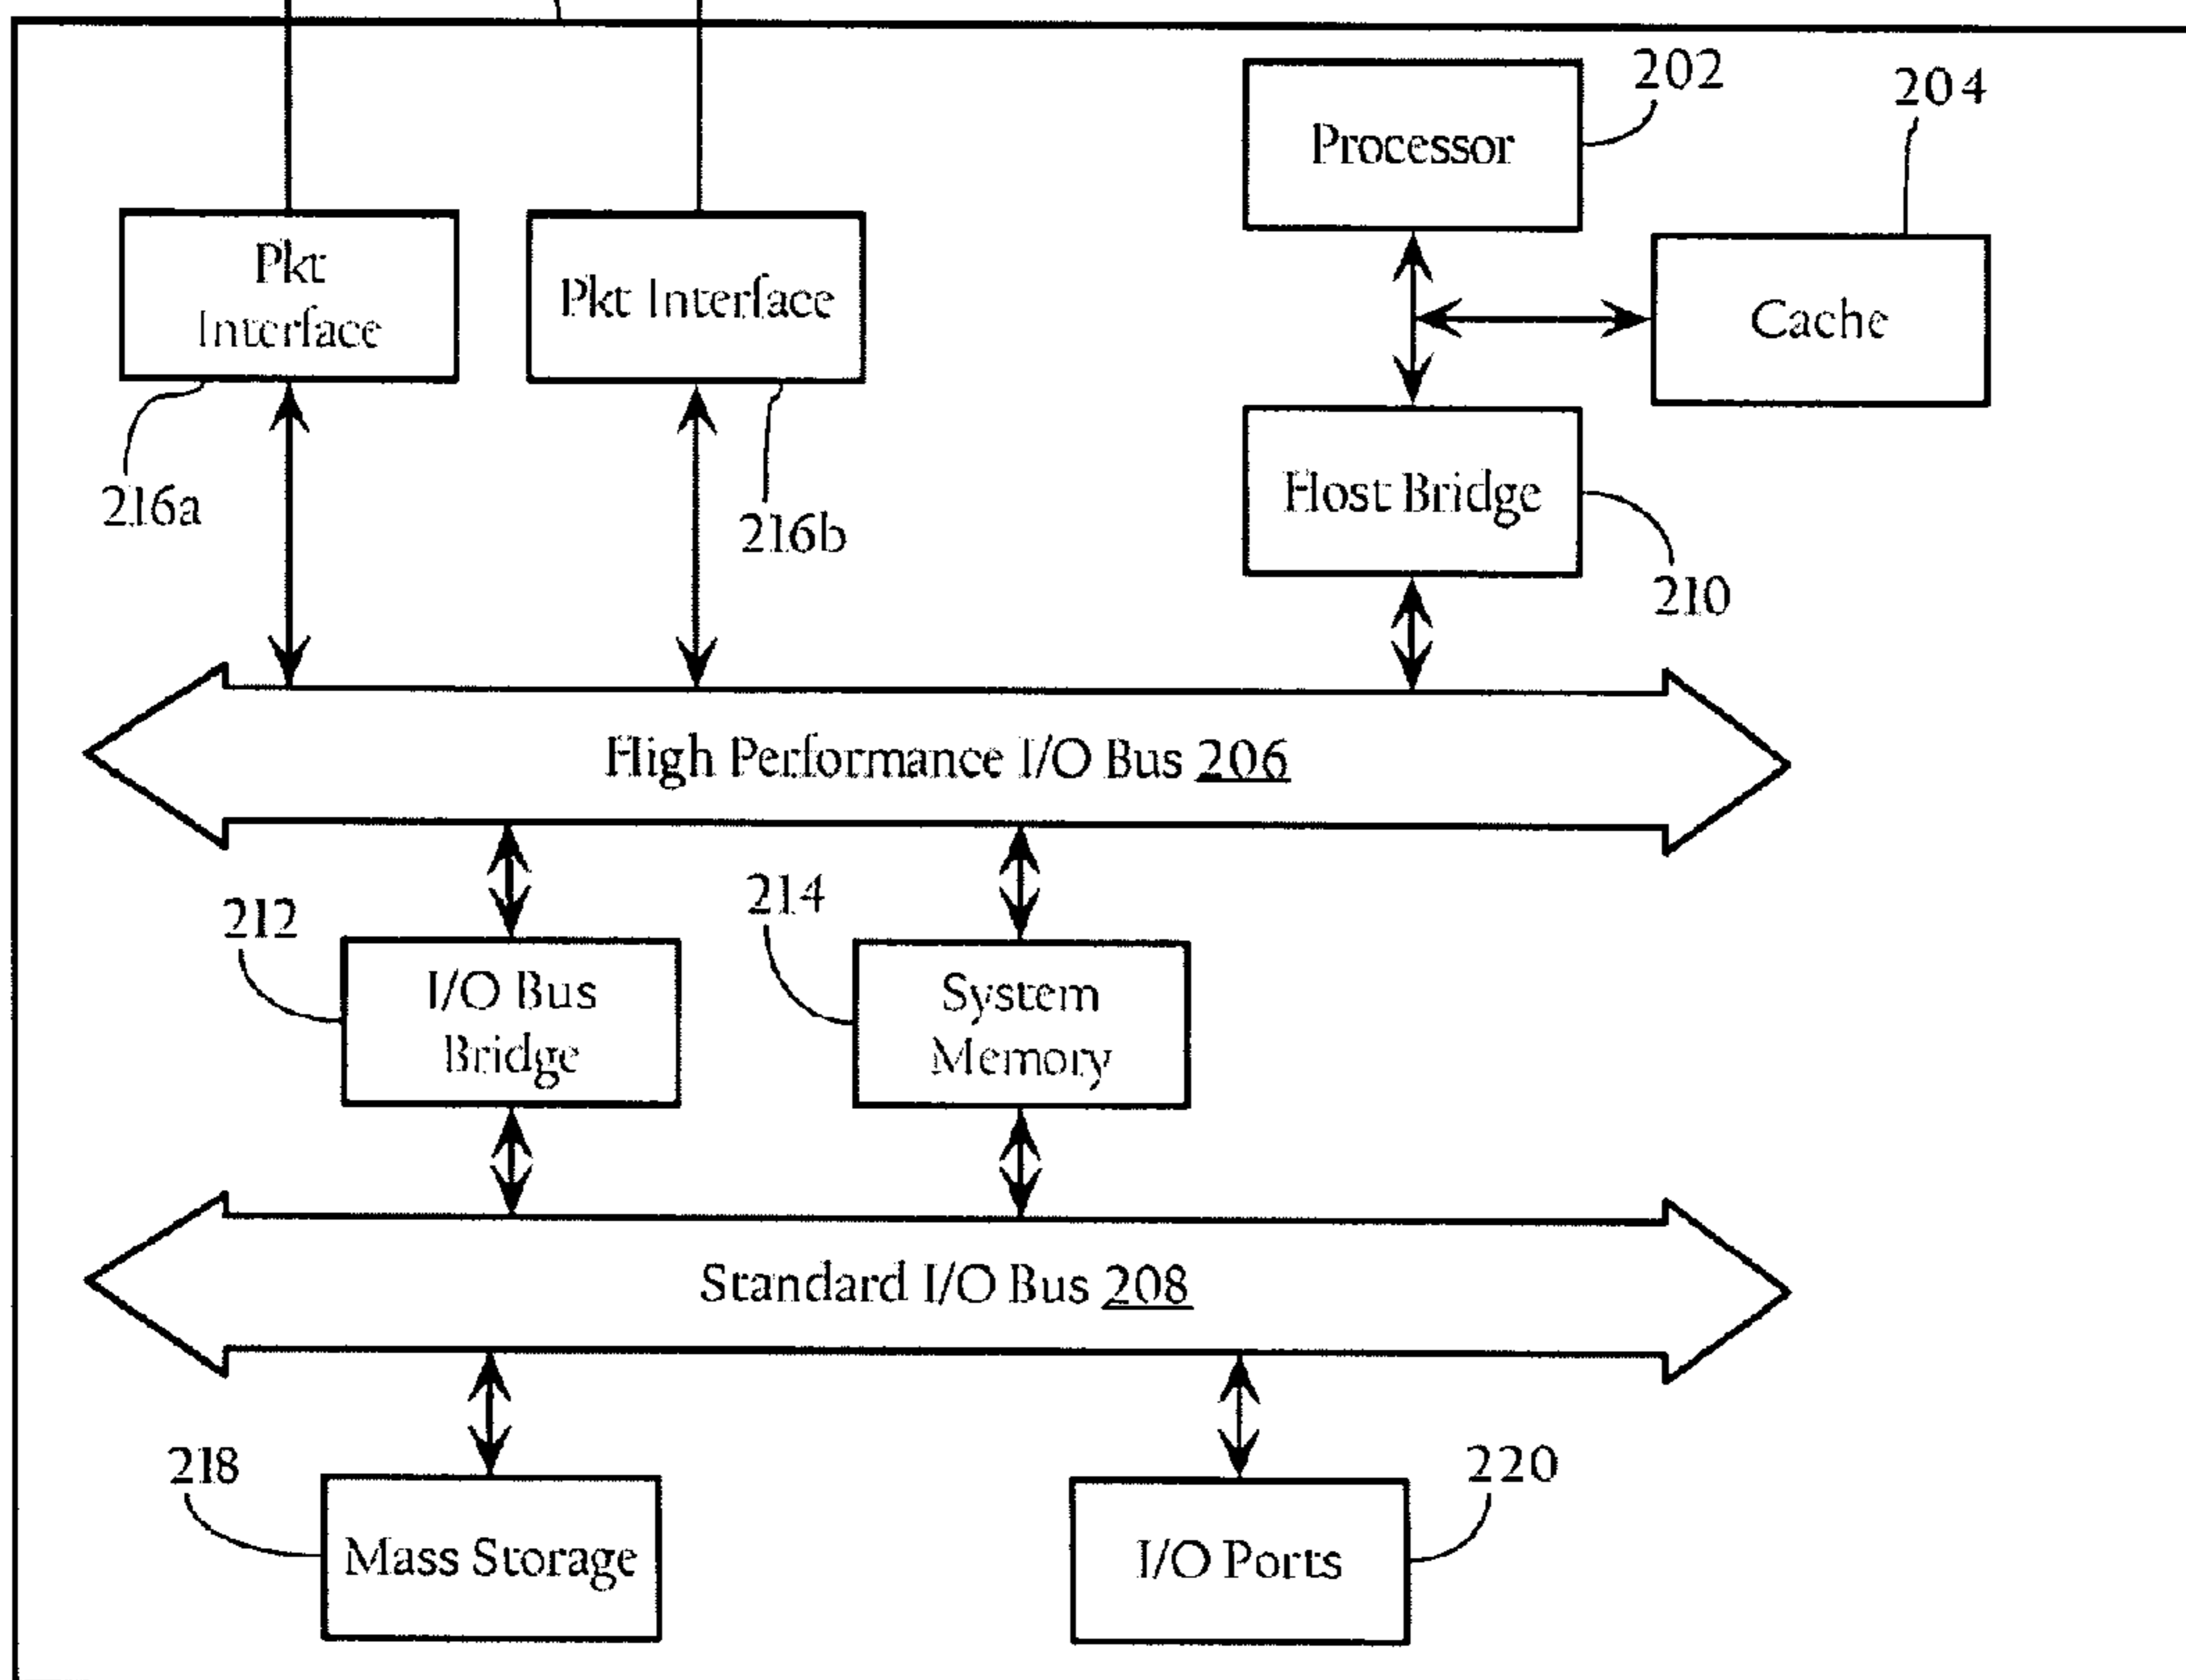 202
204
Processor
Pkt
Interface
Pkt Interface
Cache
216a
216b
Host Bridge
210
High Performance I/O Bus 206
212
214
I/O Bus
Bridge
System
Memory
Standard I/O Bus 208
218
220
Mass Storage
I/O Ports